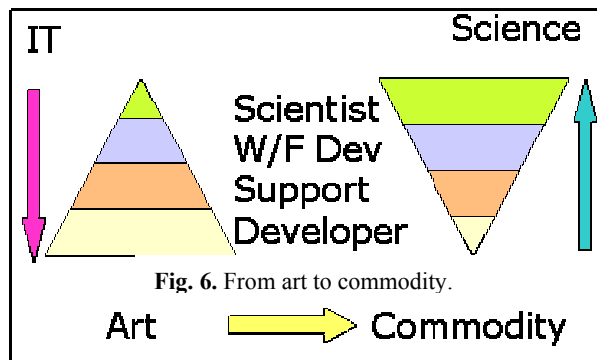 IT
Science
Scientist
W/F Dev
Support
Developer
Fig. 6. From art to commodity.
Art
Commodity